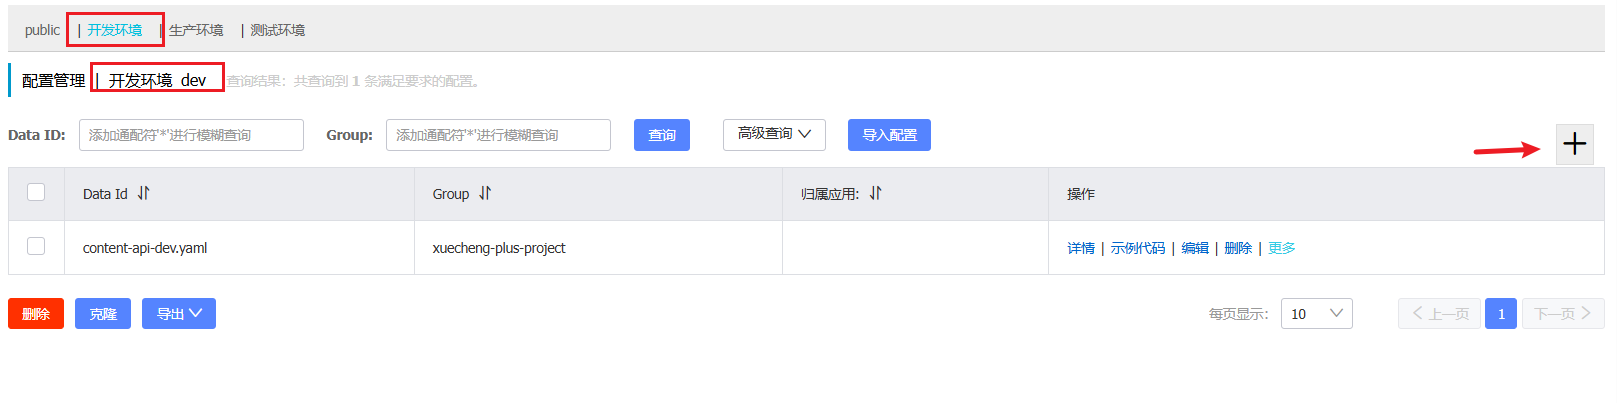 public | 开发环境 | 生产环境 | 测试环境
配置管理 | 开发环境 dev 查询结果：共查询到 1 条满足要求的配置。
Data ID: 添加通配符'*'进行模糊查询 Group: 添加通配符'*'进行模糊查询 查询 高级查询 导入配置
Data Id Group 归属应用: 操作
content-api-dev.yaml xuecheng-plus-project 详情 | 示例代码 | 编辑 | 删除 | 更多
删除 克隆 导出 每页显示: 10 上一页 1 下一页